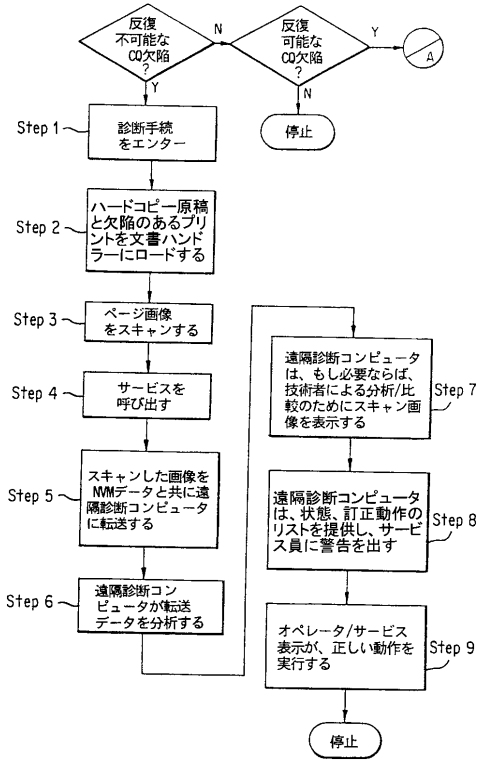 反復
不可能な
CQ欠陥
?
N
Y
反復
可能な
CQ欠陥
?
Y
A
N
停止
Step 1
診断手続
をエンター
Step 2
ハードコピー原稿
と欠陥のあるプリ
ントを文書ハンド
ラーにロードする
Step 3
ページ画像
をスキャンする
Step 4
サービスを
呼び出す
Step 5
スキャンした画像を
NVMデータと共に遠
隔診断コンピュータ
に転送する
Step 6
遠隔診断コン
ピュータが転送
データを分析する
Step 7
遠隔診断コンピュータ
は、もし必要ならば、
技術者による分析/比
較のためにスキャン画
像を表示する
Step 8
遠隔診断コンピュータ
は、状態、訂正動作の
リストを提供し、サービ
ス員に警告を出す
Step 9
オペレータ/サービス
表示が、正しい動作を
実行する
停止